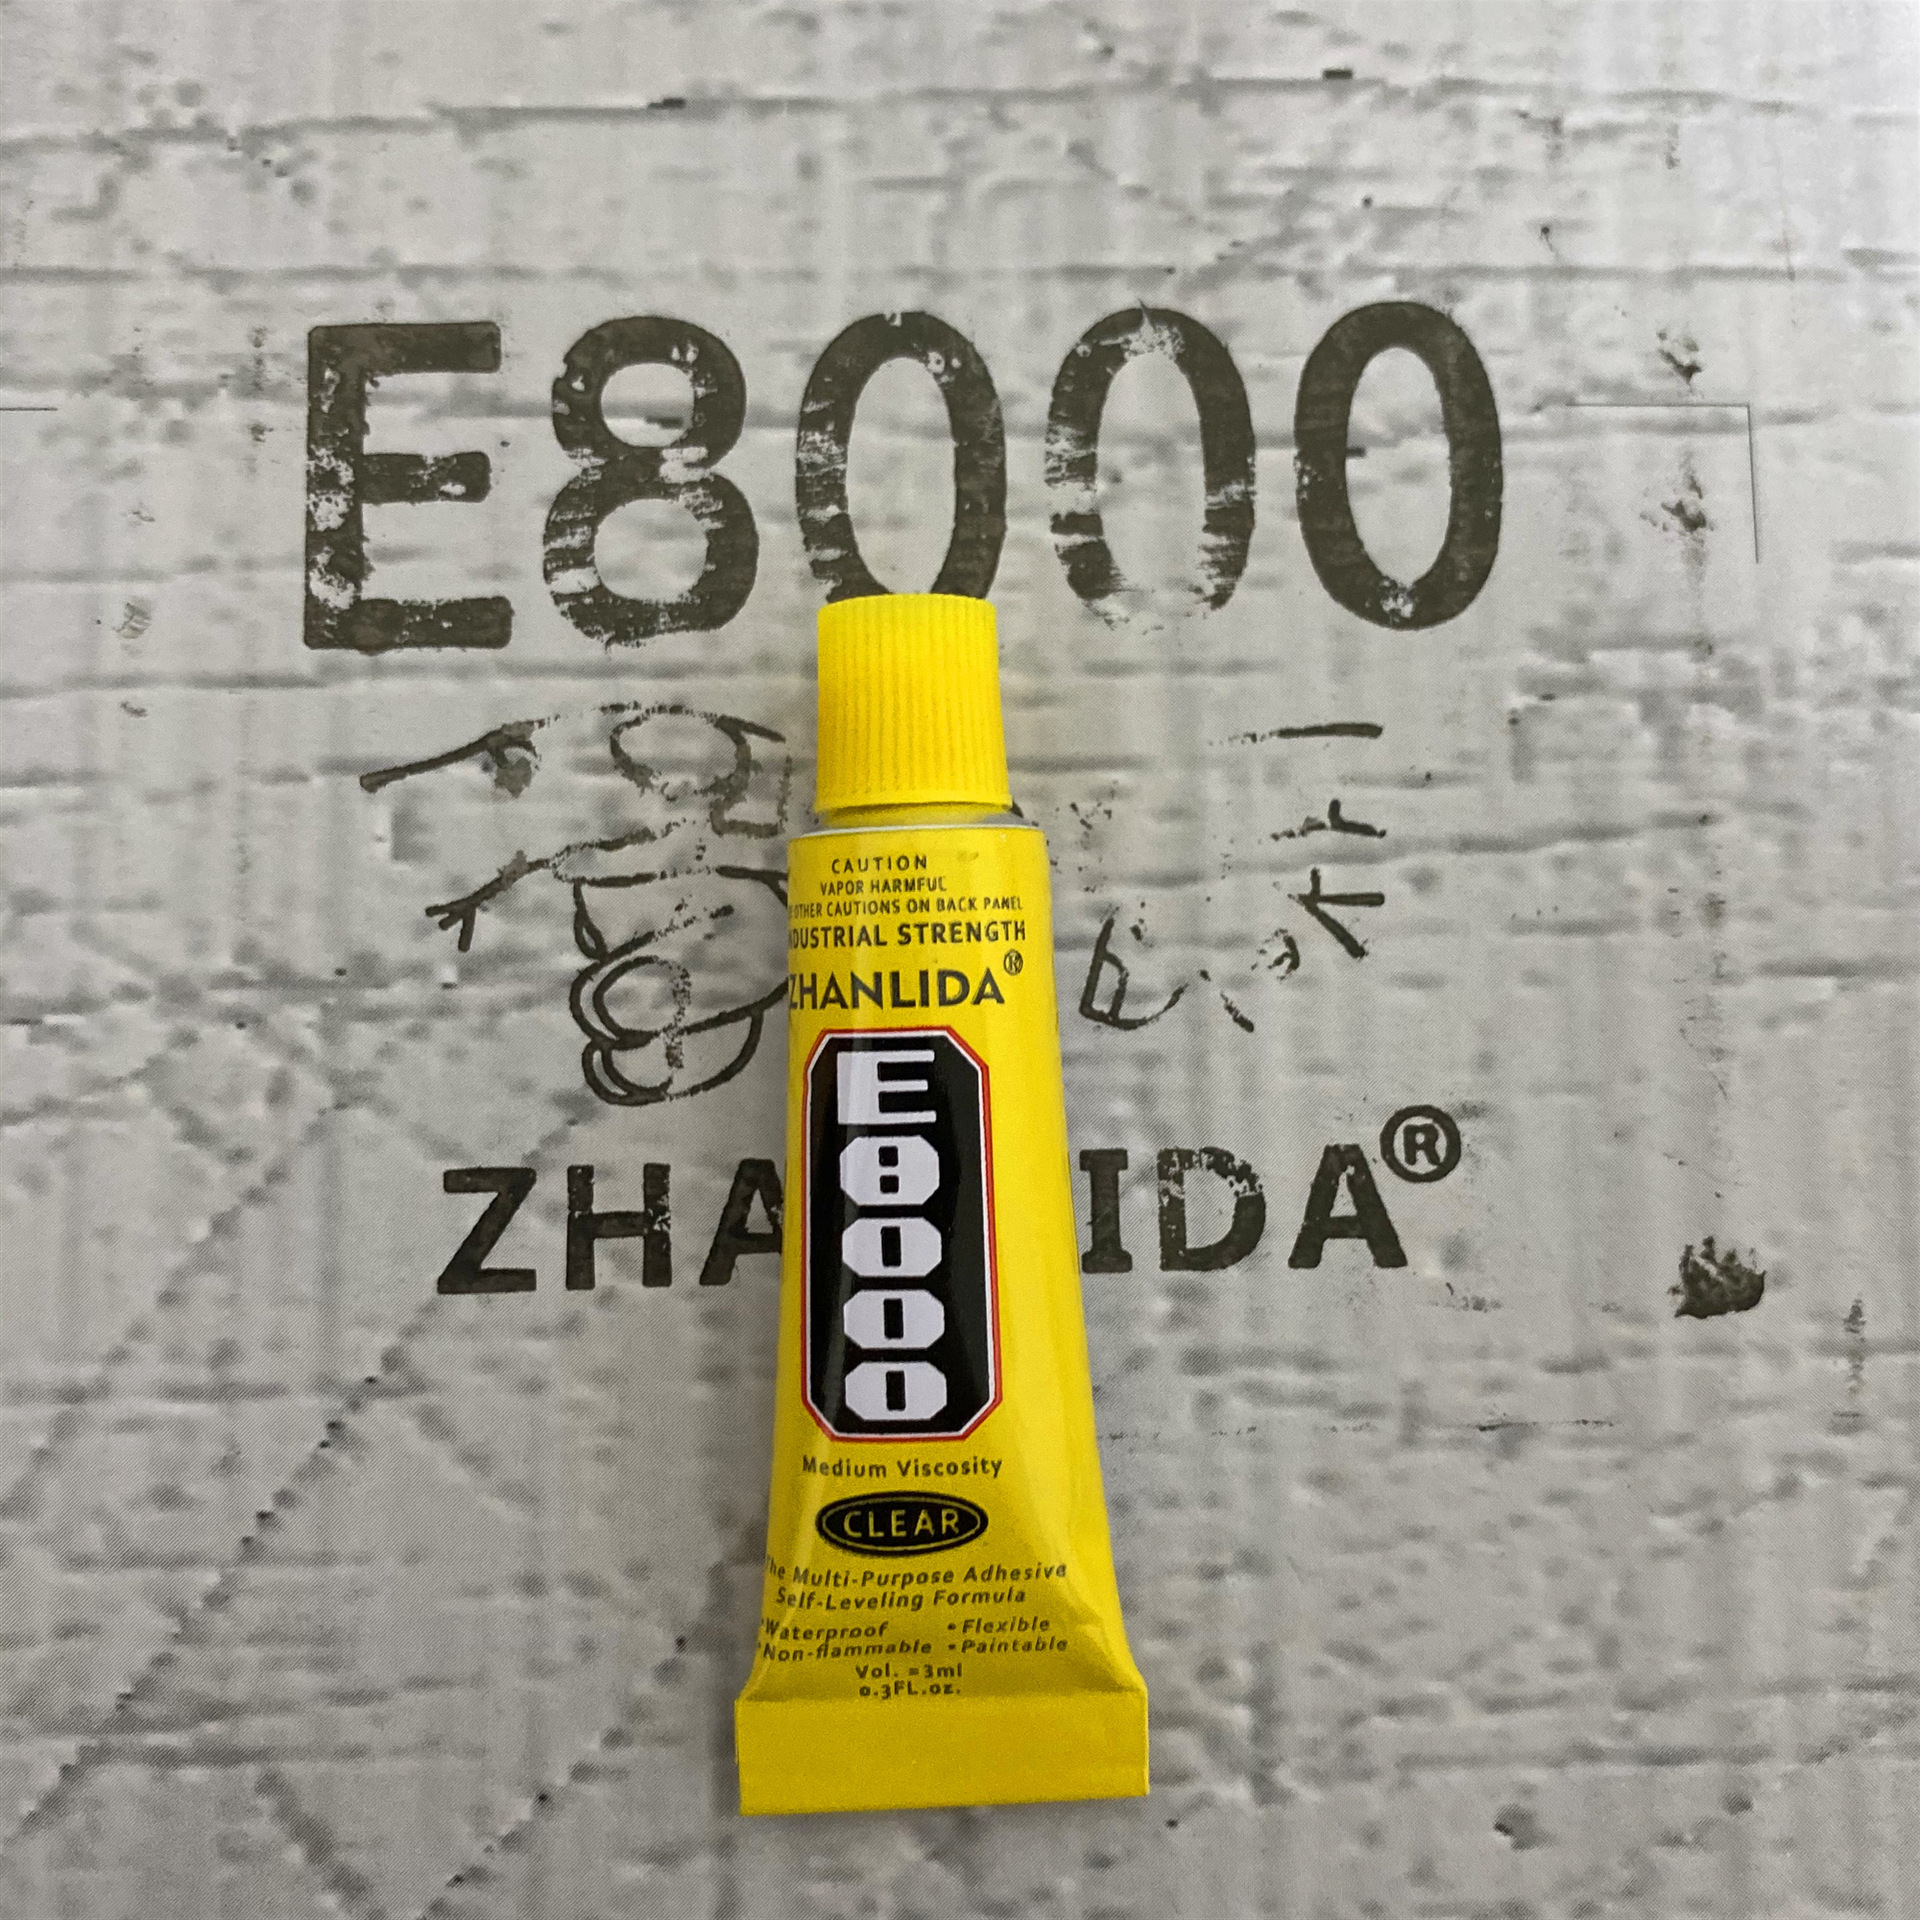 E8000
CAUTION
VAPOR HARMFUL
OTHER CAUTIONS ON BACK PANEL
INDUSTRIAL STRENGTH
ZHANLIDA®
E8000
ZHA IDA®
Medium Viscosity
CLEAR
The Multi-Purpose Adhesive
Self-Leveling Formula
•Waterproof •Flexible
•Non-flammable •Paintable
Vol. =3ml
0.3FL.oz.